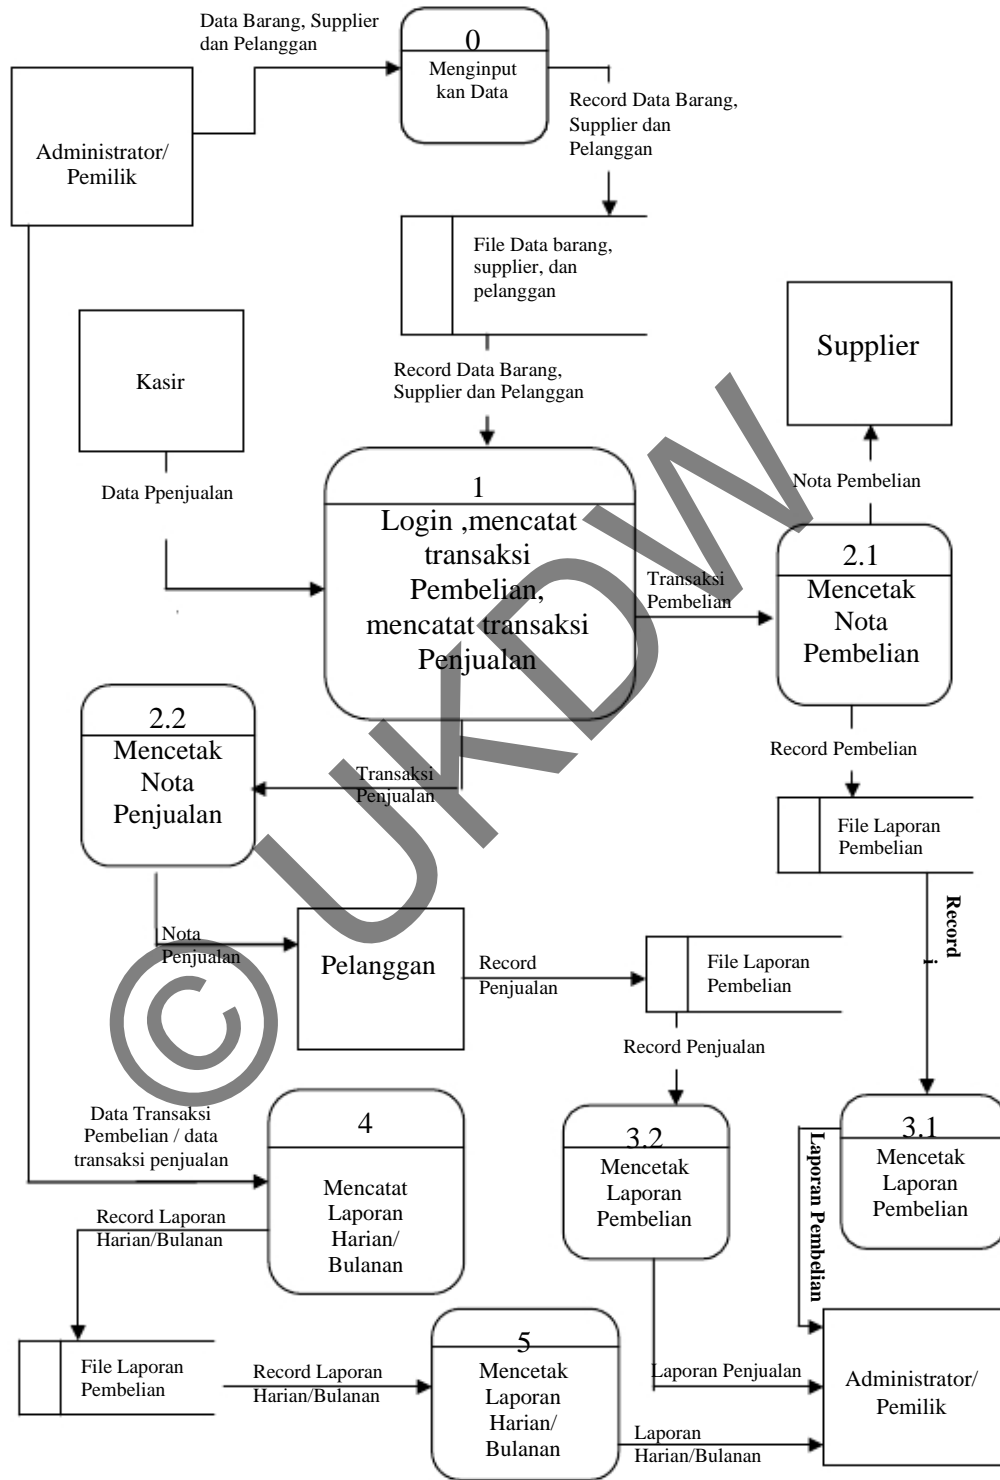 Data Barang, Supplier
dan Pelanggan
0
Menginput
kan Data
Record Data Barang,
Supplier dan
Pelanggan
Administrator/
Pemilik
File Data barang,
supplier, dan
pelanggan
Supplier
Kasir
Record Data Barang,
Supplier dan Pelanggan
Data Ppenjualan
Nota Pembelian
1
Login ,mencatat
transaksi
Pembelian,
mencatat transaksi
Penjualan
Transaksi
Pembelian
2.1
Mencetak
Nota
Pembelian
2.2
Mencetak
Nota
Penjualan
Transaksi
Penjualan
Record Pembelian
File Laporan
Pembelian
Record
Nota
Penjualan
Pelanggan
Record
Penjualan
File Laporan
Pembelian
Record Penjualan
Data Transaksi
Pembelian / data
transaksi penjualan
4
Mencatat
Laporan
Harian/
Bulanan
3.2
Mencetak
Laporan
Pembelian
3.1
Mencetak
Laporan
Pembelian
Laporan Pembelian
Record Laporan
Harian/Bulanan
File Laporan
Pembelian
Record Laporan
Harian/Bulanan
5
Mencetak
Laporan
Harian/
Bulanan
Laporan Penjualan
Laporan
Harian/Bulanan
Administrator/
Pemilik
© UKDW